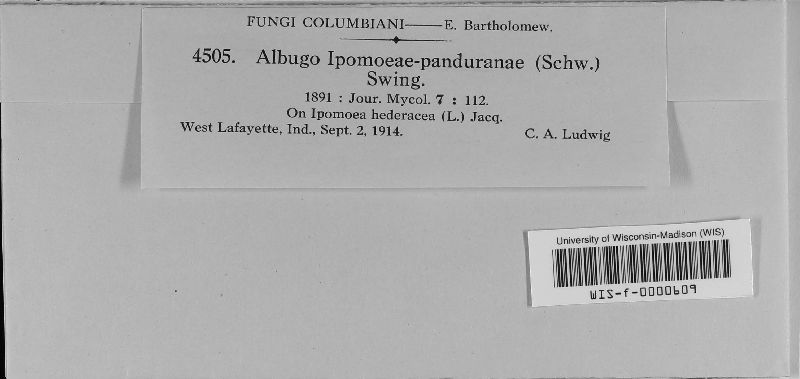 FUNGI COLUMBIANI——E. Bartholomew.
4505. Albugo Ipomoeae-panduranae (Schw.)
Swing.
1891 : Jour. Mycol. 7 : 112.
On Ipomoea hederacea (L.) Jacq.
West Lafayette, Ind., Sept. 2, 1914. C. A. Ludwig
University of Wisconsin-Madison (WIS)
WIS-f-0000609